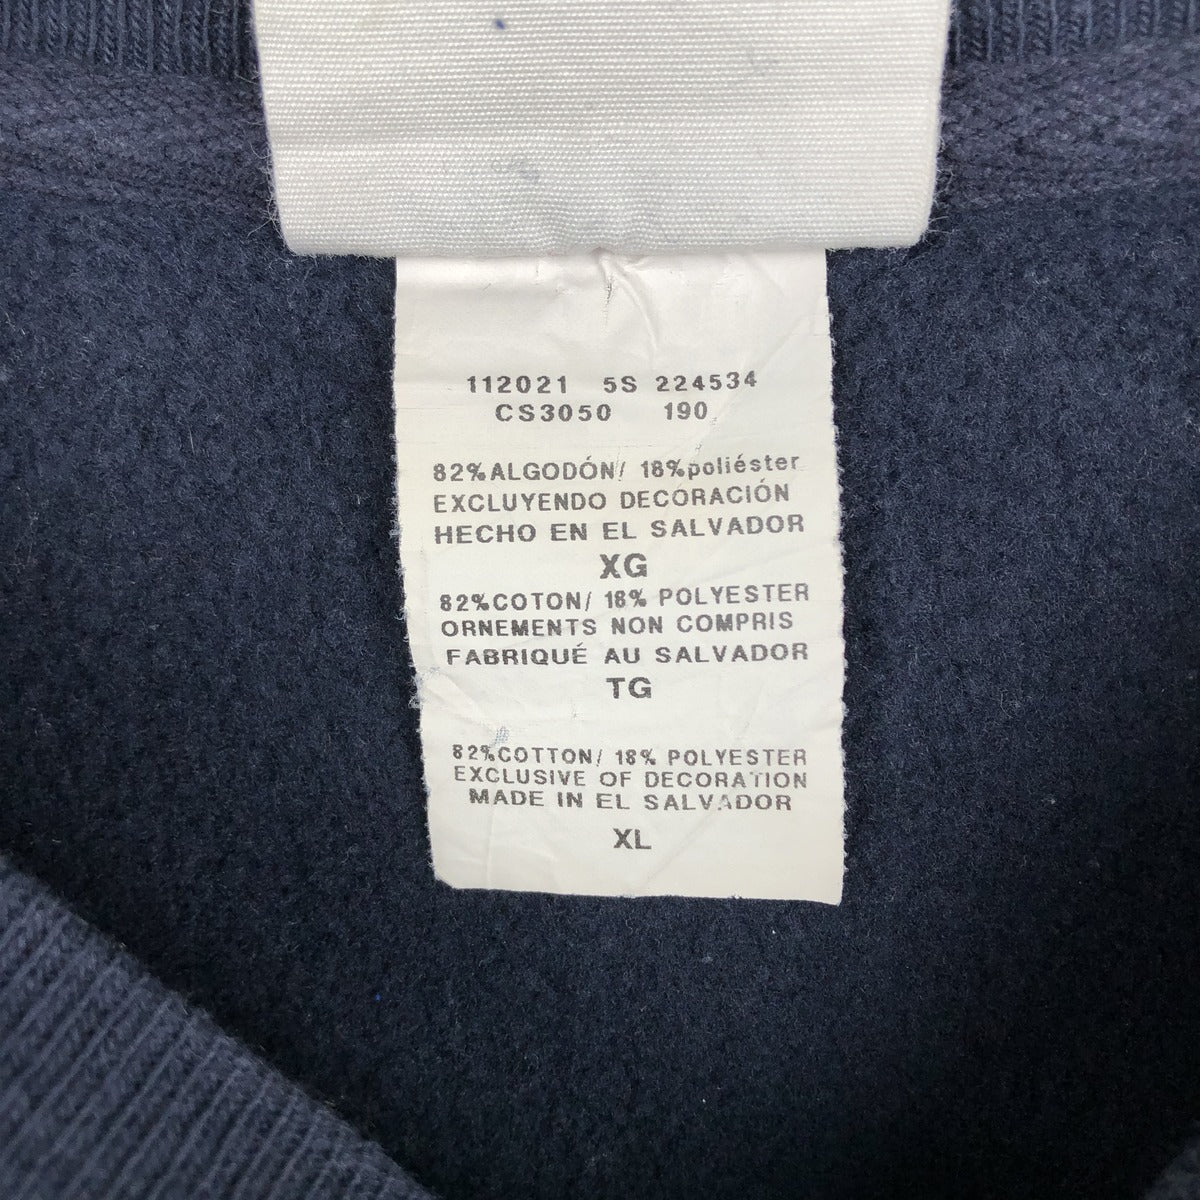 112021 5S 224534
CS3050 190
82%ALGODÓN/ 18%poliéster
EXCLUYENDO DECORACIÓN
HECHO EN EL SALVADOR
XG
82%COTON/ 18% POLYESTER
ORNEMENTS NON COMPRIS
FABRIQUÉ AU SALVADOR
TG
82%COTTON/ 18% POLYESTER
EXCLUSIVE OF DECORATION
MADE IN EL SALVADOR
XL